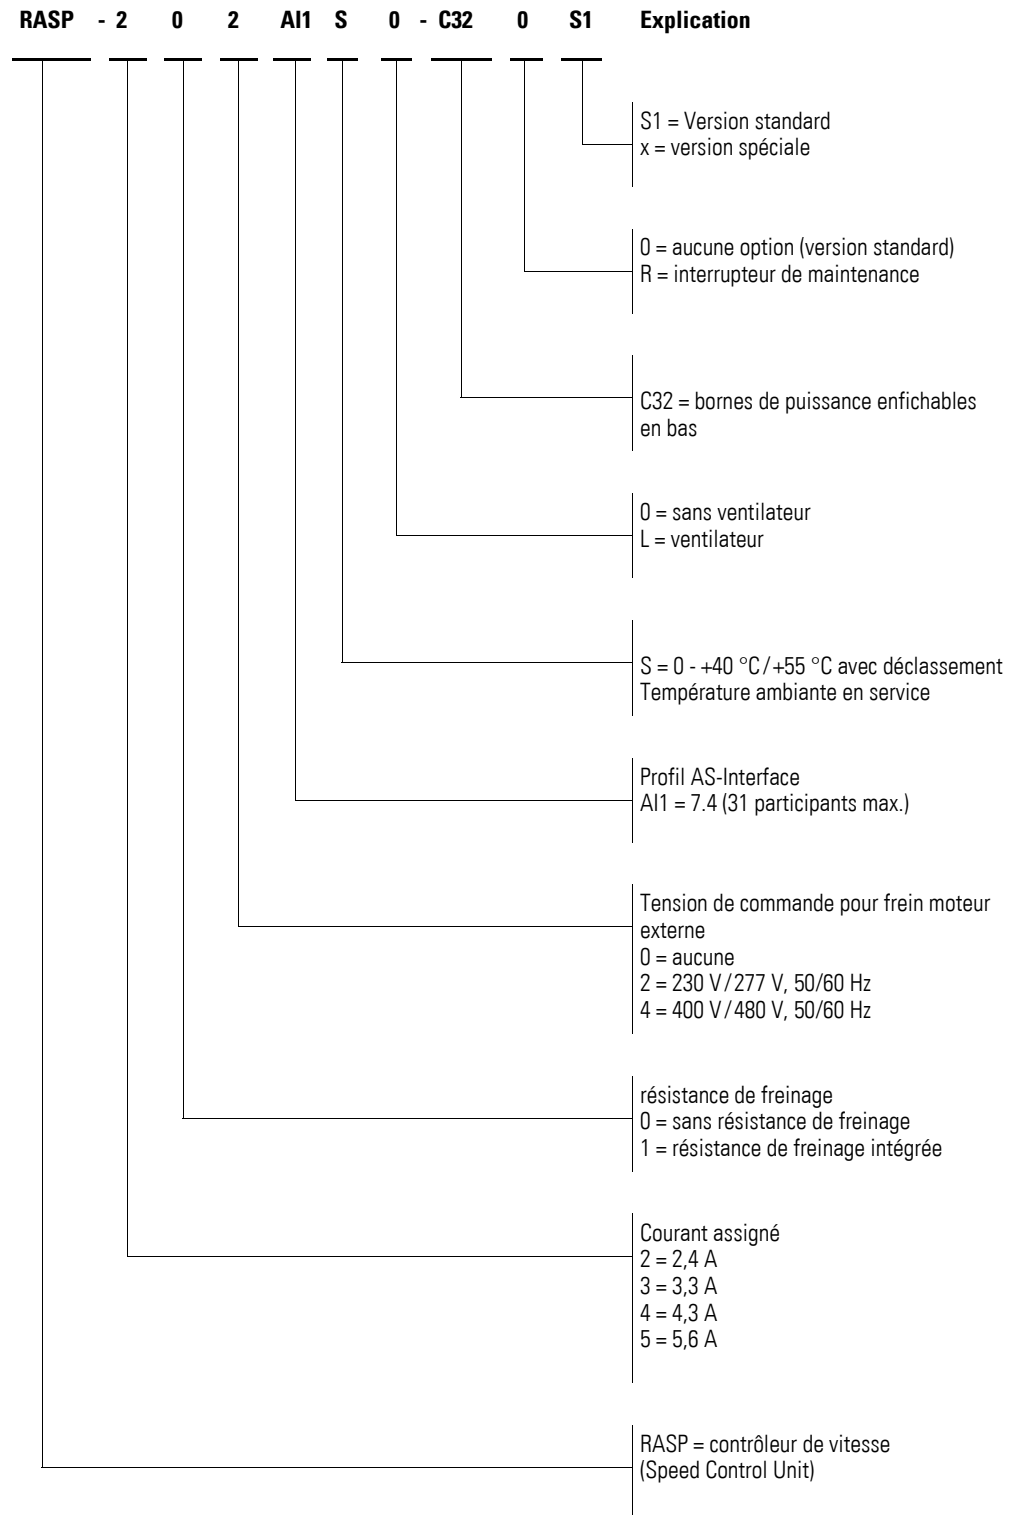 RASP - 2 0 2 AI1 S 0 - C32 0 S1 Explication
S1 = Version standard
x = version spéciale
0 = aucune option (version standard)
R = interrupteur de maintenance
C32 = bornes de puissance enfichables
en bas
0 = sans ventilateur
L = ventilateur
S = 0 - +40 °C/+55 °C avec déclassement
Température ambiante en service
Profil AS-Interface
AI1 = 7.4 (31 participants max.)
Tension de commande pour frein moteur
externe
0 = aucune
2 = 230 V/277 V, 50/60 Hz
4 = 400 V/480 V, 50/60 Hz
résistance de freinage
0 = sans résistance de freinage
1 = résistance de freinage intégrée
Courant assigné
2 = 2,4 A
3 = 3,3 A
4 = 4,3 A
5 = 5,6 A
RASP = contrôleur de vitesse
(Speed Control Unit)